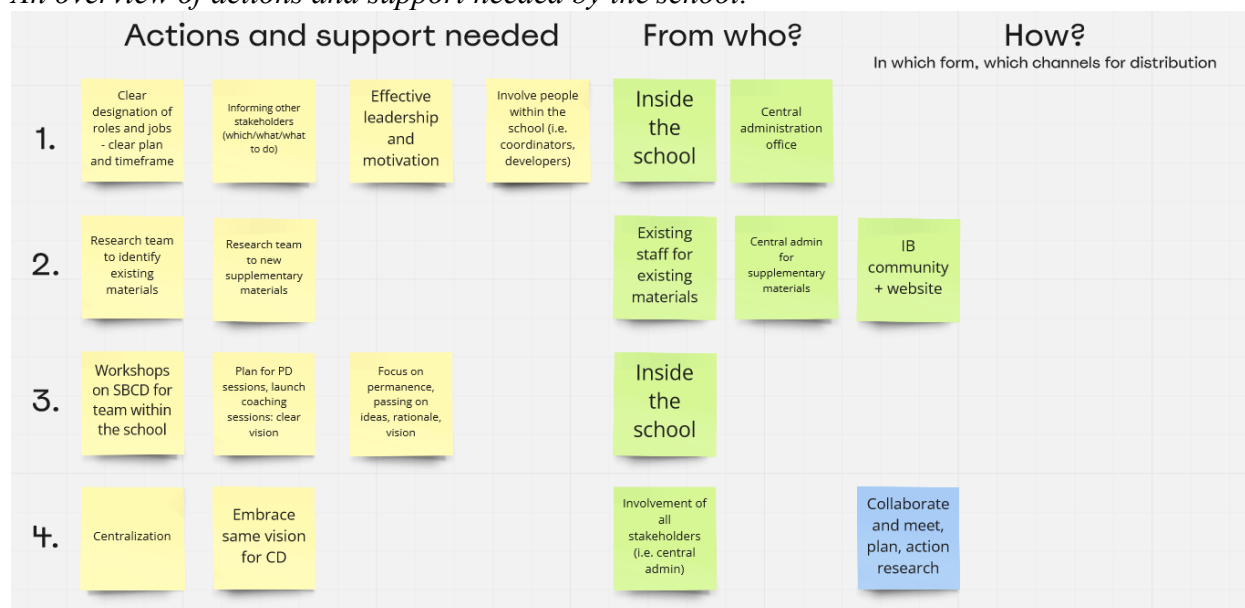 An overview of actions and support needed by the school:
Actions and support needed
From who?
How?
In which form, which channels for distribution
1.
Clear
designation of
roles and jobs
- clear plan
and timeframe
Informing other
stakeholders
(which/what/what
to do)
Effective
leadership
and
motivation
Involve people
within the
school (i.e.
coordinators,
developers)
Inside
the
school
Central
administration
office
2.
Research team
to identify
existing
materials
Research team
to new
supplementary
materials
Existing
staff for
existing
materials
Central admin
for
supplementary
materials
IB
community
+ website
3.
Workshops
on SBCD for
team within
the school
Plan for PD
sessions, launch
coaching
sessions: clear
vision
Focus on
permanence,
passing on
ideas, rationale,
vision
Inside
the
school
4.
Centralization
Embrace
same vision
for CD
Involvement of
all
stakeholders
(i.e. central
admin)
Collaborate
and meet,
plan, action
research